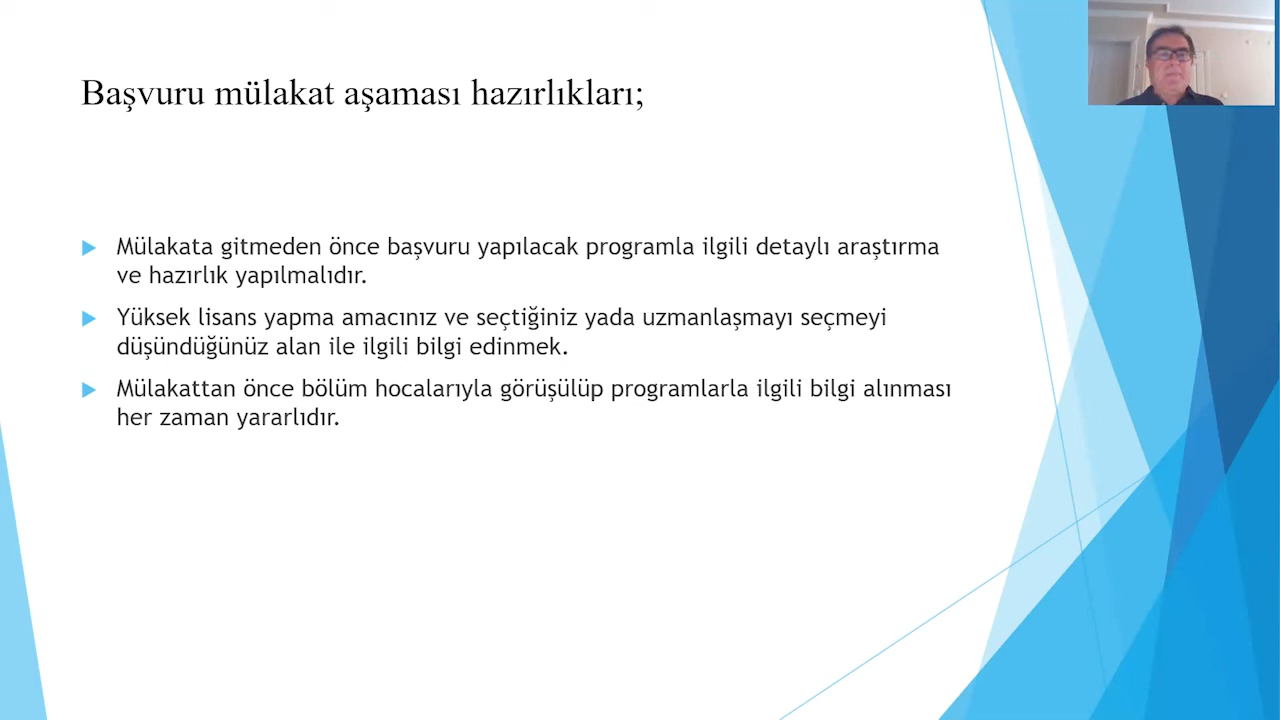 Başvuru mülakat aşaması hazırlıkları;
Mülakata gitmeden önce başvuru yapılacak programla ilgili detaylı araştırma
ve hazırlık yapılmalıdır.
Yüksek lisans yapma amacınız ve seçtiğiniz yada uzmanlaşmayı seçmeyi
düşündüğünüz alan ile ilgili bilgi edinmek.
Mülakattan önce bölüm hocalarıyla görüşülüp programlarla ilgili bilgi alınması
her zaman yararlıdır.